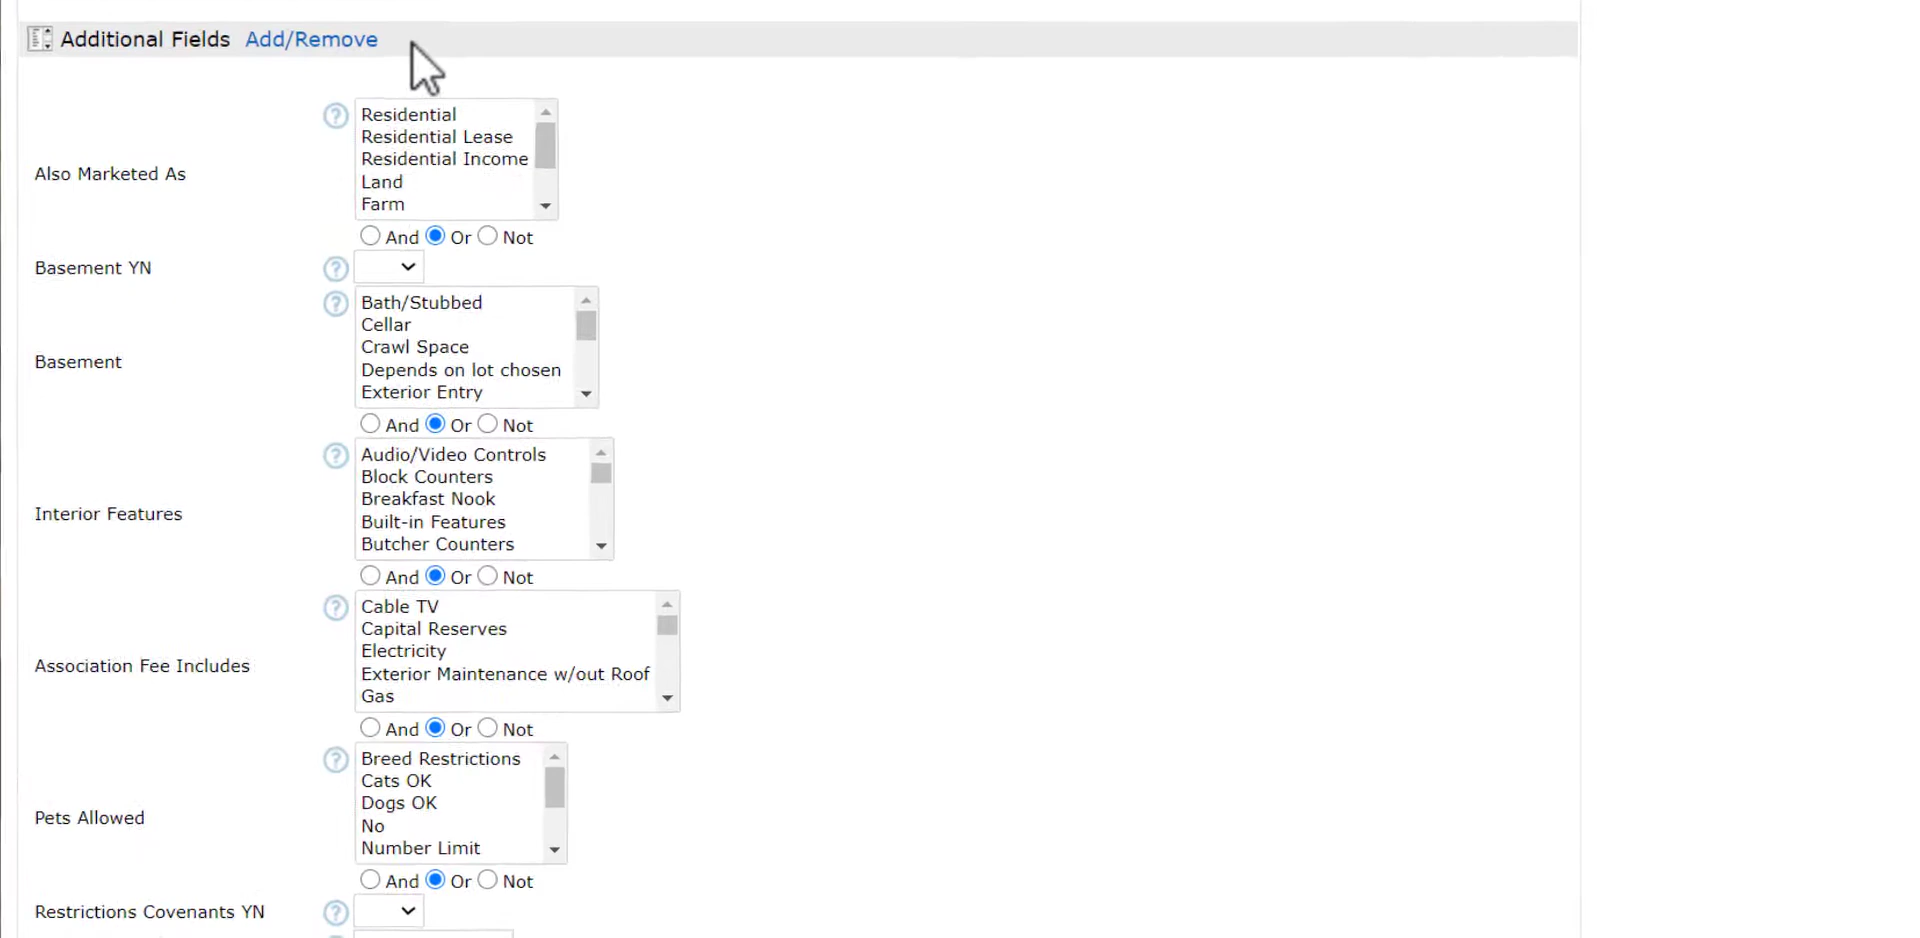 Additional Fields Add/Remove
Also Marketed As
?
Residential
Residential Lease
Residential Income
Land
Farm
And Or Not
Basement YN ?
Basement
?
Bath/Stubbed
Cellar
Crawl Space
Depends on lot chosen
Exterior Entry
And Or Not
Interior Features
?
Audio/Video Controls
Block Counters
Breakfast Nook
Built-in Features
Butcher Counters
And Or Not
Association Fee Includes
?
Cable TV
Capital Reserves
Electricity
Exterior Maintenance w/out Roof
Gas
And Or Not
Pets Allowed
?
Breed Restrictions
Cats OK
Dogs OK
No
Number Limit
And Or Not
Restrictions Covenants YN ?